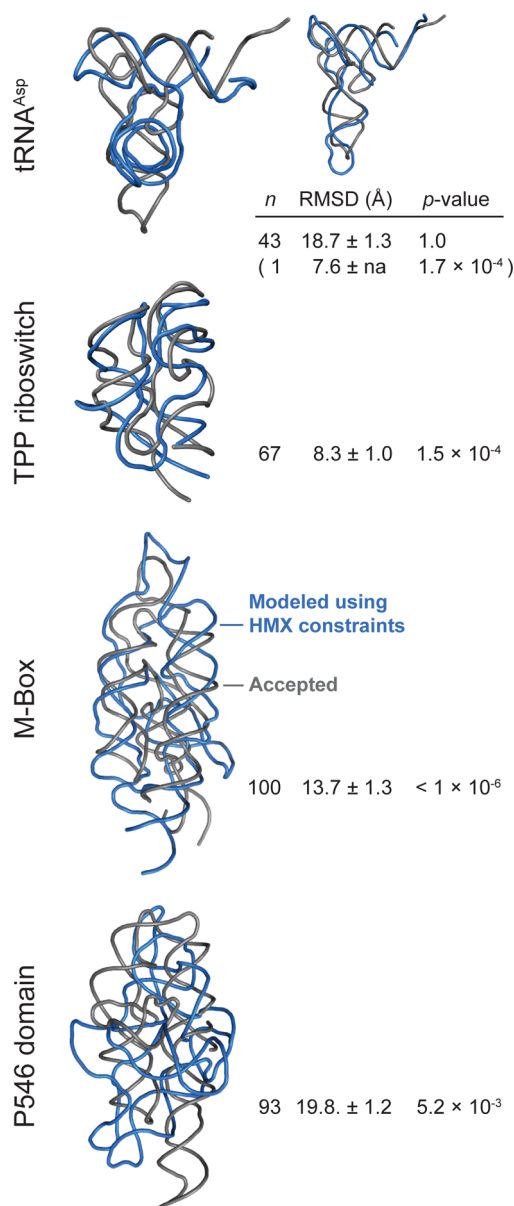 tRNA^Asp
n RMSD (Å) p-value
43 18.7 ± 1.3 1.0
( 1 7.6 ± na 1.7 × 10⁻⁴ )
TPP riboswitch
67 8.3 ± 1.0 1.5 × 10⁻⁴
M-Box
Modeled using
HMX constraints
Accepted
100 13.7 ± 1.3 < 1 × 10⁻⁶
P546 domain
93 19.8. ± 1.2 5.2 × 10⁻³